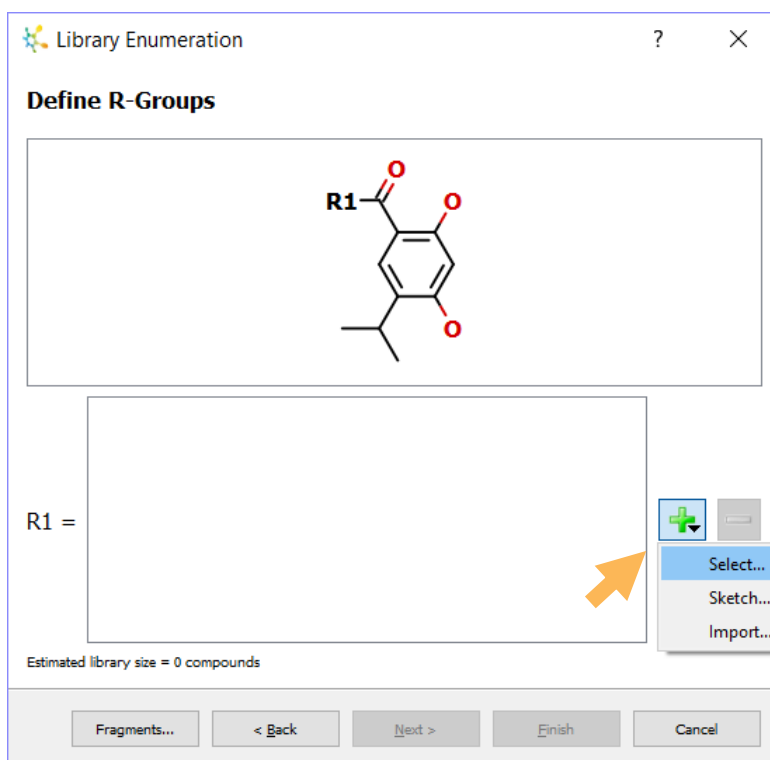 Library Enumeration ?
Define R-Groups
O
R1 O
O
R1 =
Select...
Sketch...
Import...
Estimated library size = 0 compounds
Fragments... < Back Next > Finish Cancel